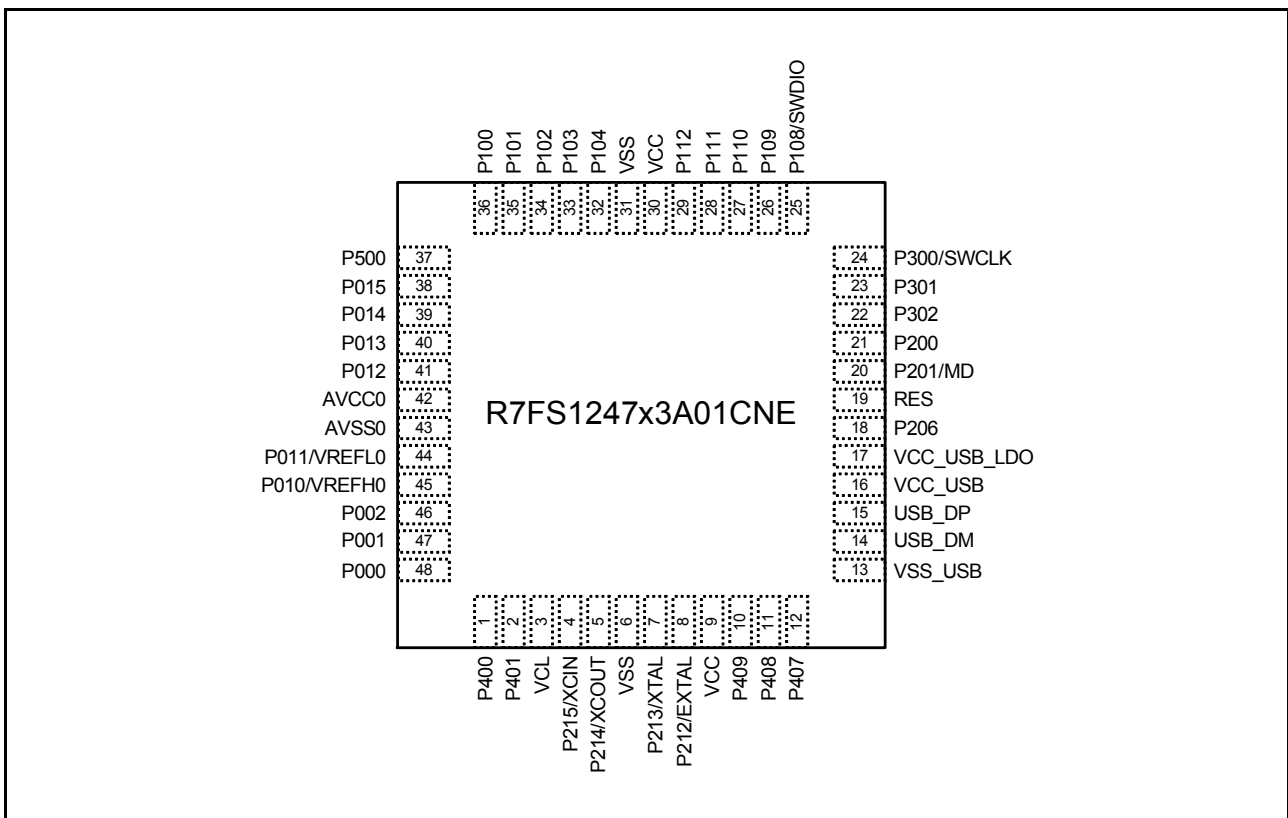 P100
P101
P102
P103
P104
VSS
VCC
P112
P111
P110
P109
P108/SWDIO
36
35
34
33
32
31
30
29
28
27
26
25
P500 37
P015 38
P014 39
P013 40
P012 41
AVCC0 42
AVSS0 43
P011/VREFL0 44
P010/VREFH0 45
P002 46
P001 47
P000 48
R7FS1247x3A01CNE
24 P300/SWCLK
23 P301
22 P302
21 P200
20 P201/MD
19 RES
18 P206
17 VCC_USB_LDO
16 VCC_USB
15 USB_DP
14 USB_DM
13 VSS_USB
1
2
3
4
5
6
7
8
9
10
11
12
P400
P401
VCL
P215/XCIN
P214/XCOUT
VSS
P213/XTAL
P212/EXTAL
VCC
P409
P408
P407